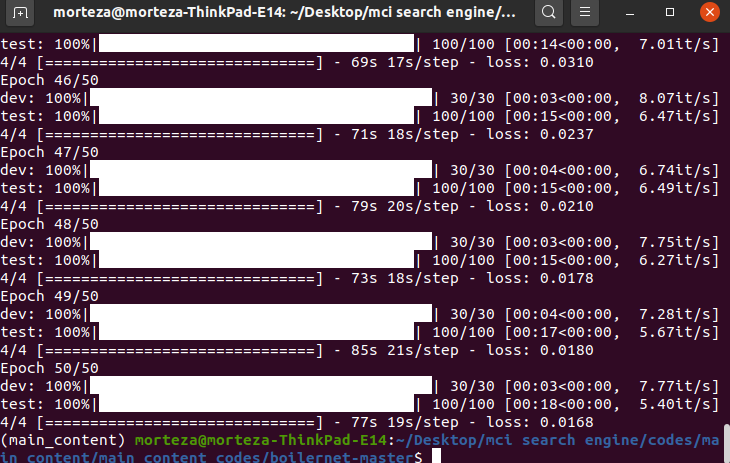 morteza@morteza-ThinkPad-E14: ~/Desktop/mci search engine/...
test: 100%| | 100/100 [00:14<00:00, 7.01it/s]
4/4 [==============================] - 69s 17s/step - loss: 0.0310
Epoch 46/50
dev: 100%| | 30/30 [00:03<00:00, 8.07it/s]
test: 100%| | 100/100 [00:15<00:00, 6.47it/s]
4/4 [==============================] - 71s 18s/step - loss: 0.0237
Epoch 47/50
dev: 100%| | 30/30 [00:04<00:00, 6.74it/s]
test: 100%| | 100/100 [00:15<00:00, 6.49it/s]
4/4 [==============================] - 79s 20s/step - loss: 0.0210
Epoch 48/50
dev: 100%| | 30/30 [00:03<00:00, 7.75it/s]
test: 100%| | 100/100 [00:15<00:00, 6.27it/s]
4/4 [==============================] - 73s 18s/step - loss: 0.0178
Epoch 49/50
dev: 100%| | 30/30 [00:04<00:00, 7.28it/s]
test: 100%| | 100/100 [00:17<00:00, 5.67it/s]
4/4 [==============================] - 85s 21s/step - loss: 0.0180
Epoch 50/50
dev: 100%| | 30/30 [00:03<00:00, 7.77it/s]
test: 100%| | 100/100 [00:18<00:00, 5.40it/s]
4/4 [==============================] - 77s 19s/step - loss: 0.0168
(main_content) morteza@morteza-ThinkPad-E14:~/Desktop/mci search engine/codes/ma
in_content/main_content_codes/boilernet-master$